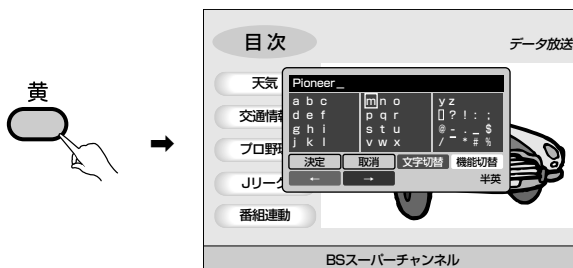 黄
目次
データ放送
天気
交通情
プロ野
Jリーク
番組連動
Pioneer_
a b c
d e f
g h i
j k l
m n o
p q r
s t u
v w x
y z
▯ ? ! : ;
@ - . _ $
/ ‾ * # %
決定 取消 文字切替 機能切替
← → 半英
BSスーパーチャンネル